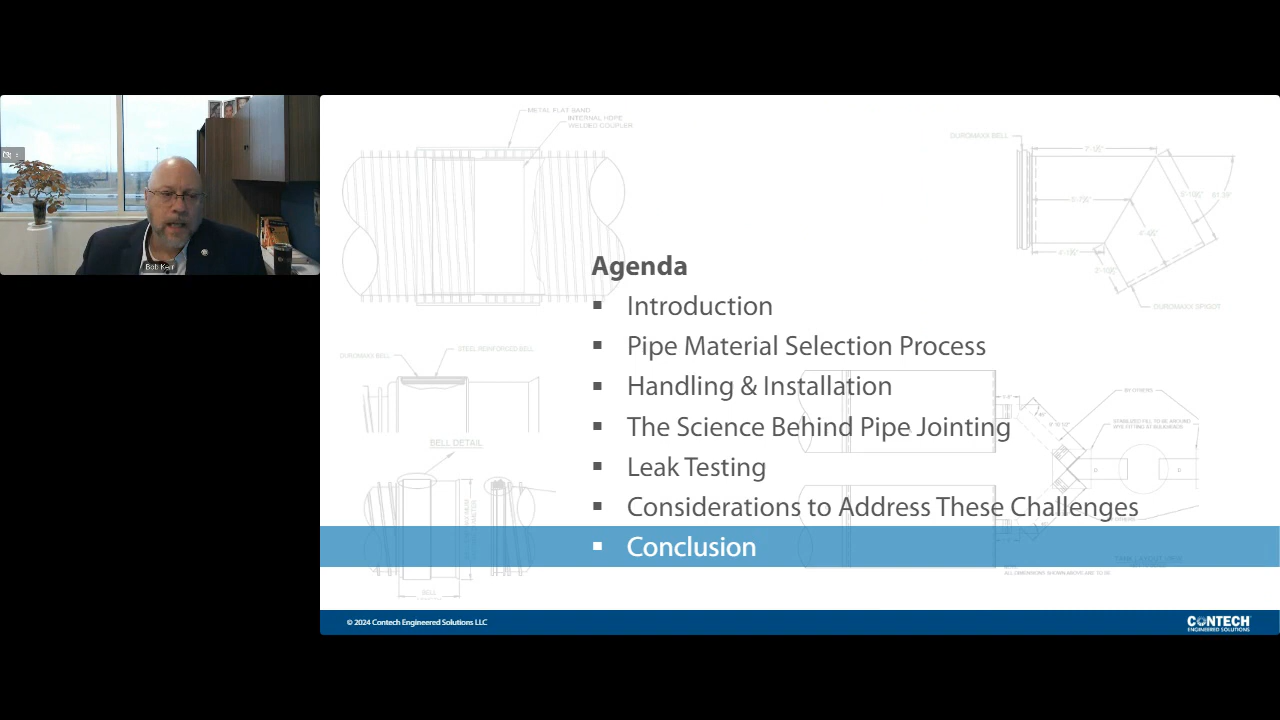 Bob Kerr
METAL FLAT BAND
INTERNAL HDPE
WELDED COUPLER
DUROMAXX BELL
DUROMAXX SPIGOT
Agenda
▪ Introduction
▪ Pipe Material Selection Process
▪ Handling & Installation
▪ The Science Behind Pipe Jointing
▪ Leak Testing
▪ Considerations to Address These Challenges
▪ Conclusion
DUROMAXX BELL
STEEL REINFORCED BELL
BELL DETAIL
BELL
© 2024 Contech Engineered Solutions LLC
CONTECH
ENGINEERED SOLUTIONS